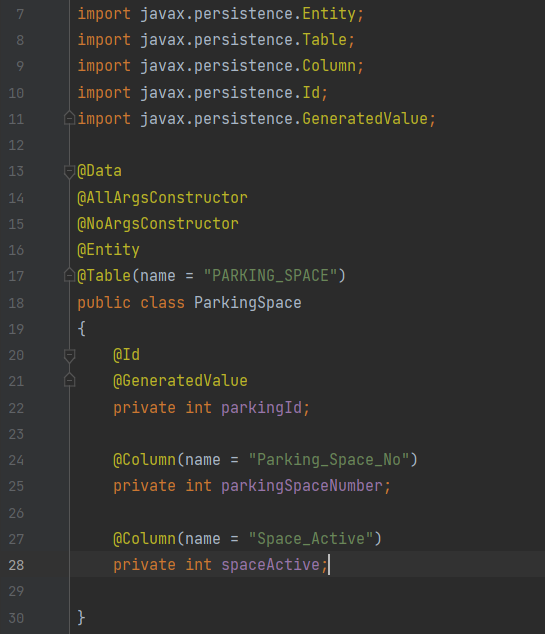 7 import javax.persistence.Entity;
8 import javax.persistence.Table;
9 import javax.persistence.Column;
10 import javax.persistence.Id;
11 import javax.persistence.GeneratedValue;
12
13 @Data
14 @AllArgsConstructor
15 @NoArgsConstructor
16 @Entity
17 @Table(name = "PARKING_SPACE")
18 public class ParkingSpace
19 {
20 @Id
21 @GeneratedValue
22 private int parkingId;
23
24 @Column(name = "Parking_Space_No")
25 private int parkingSpaceNumber;
26
27 @Column(name = "Space_Active")
28 private int spaceActive;
29
30 }